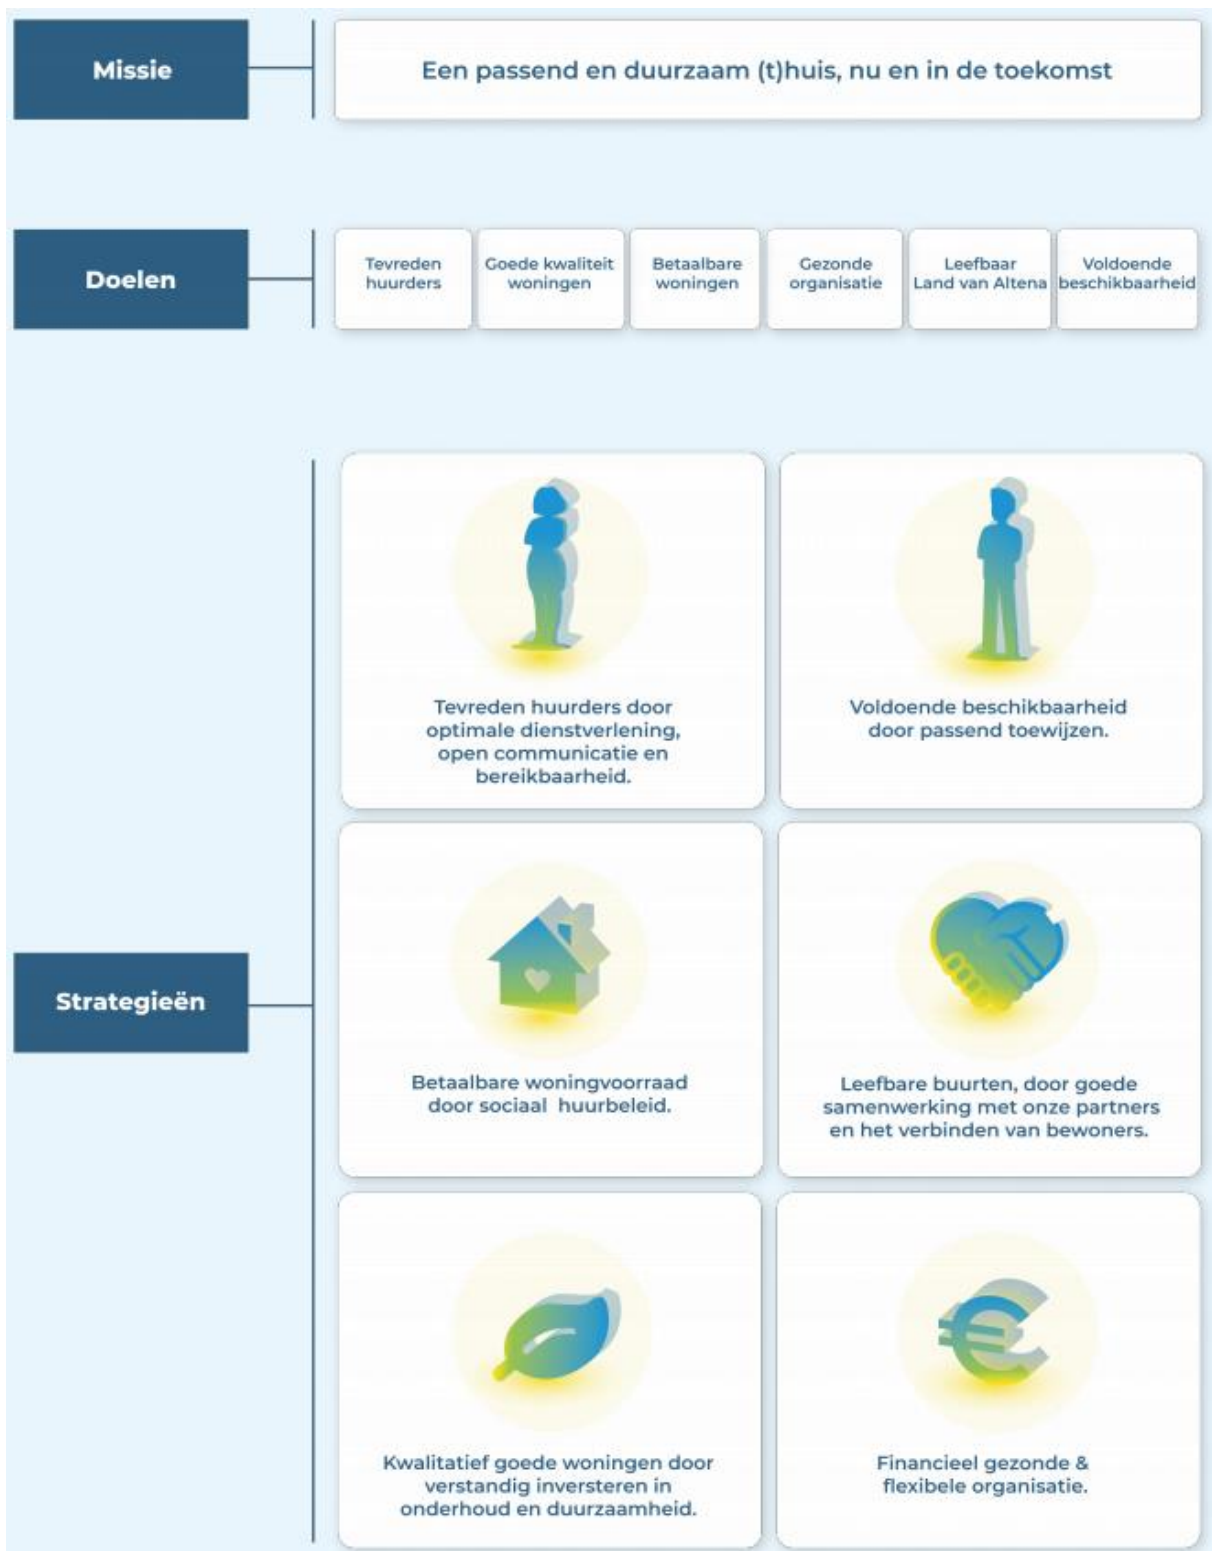 Missie
Een passend en duurzaam (t)huis, nu en in de toekomst
Doelen
Tevreden
huurders
Goede kwaliteit
woningen
Betaalbare
woningen
Gezonde
organisatie
Leefbaar
Land van Altena
Voldoende
beschikbaarheid
Strategieën
Tevreden huurders door
optimale dienstverlening,
open communicatie en
bereikbaarheid.
Voldoende beschikbaarheid
door passend toewijzen.
Betaalbare woningvoorraad
door sociaal huurbeleid.
Leefbare buurten, door goede
samenwerking met onze partners
en het verbinden van bewoners.
Kwalitatief goede woningen door
verstandig inversteren in
onderhoud en duurzaamheid.
Financieel gezonde &
flexibele organisatie.